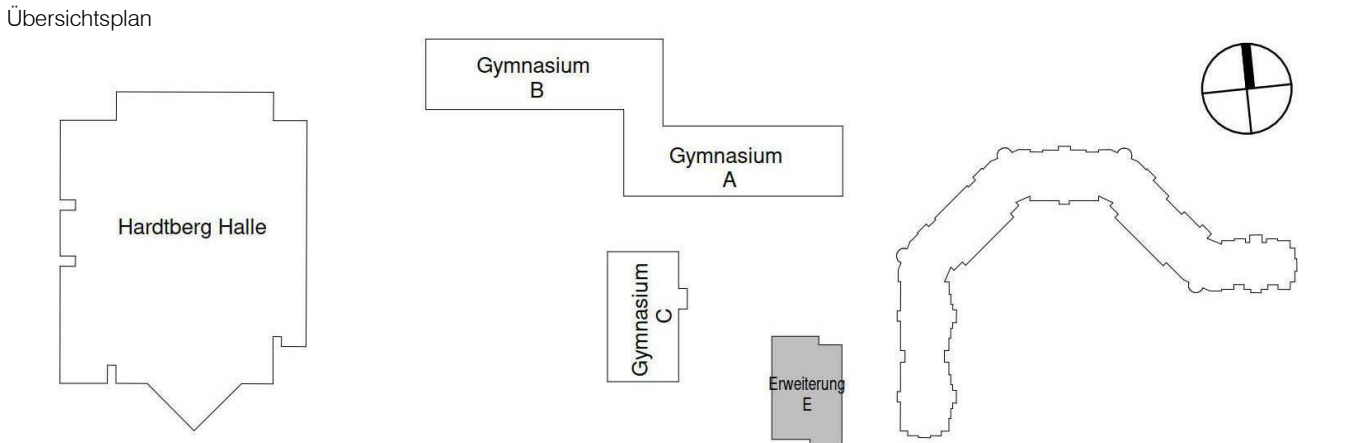 Übersichtsplan
Gymnasium
B
Gymnasium
A
Hardtberg Halle
Gymnasium
C
Erweiterung
E